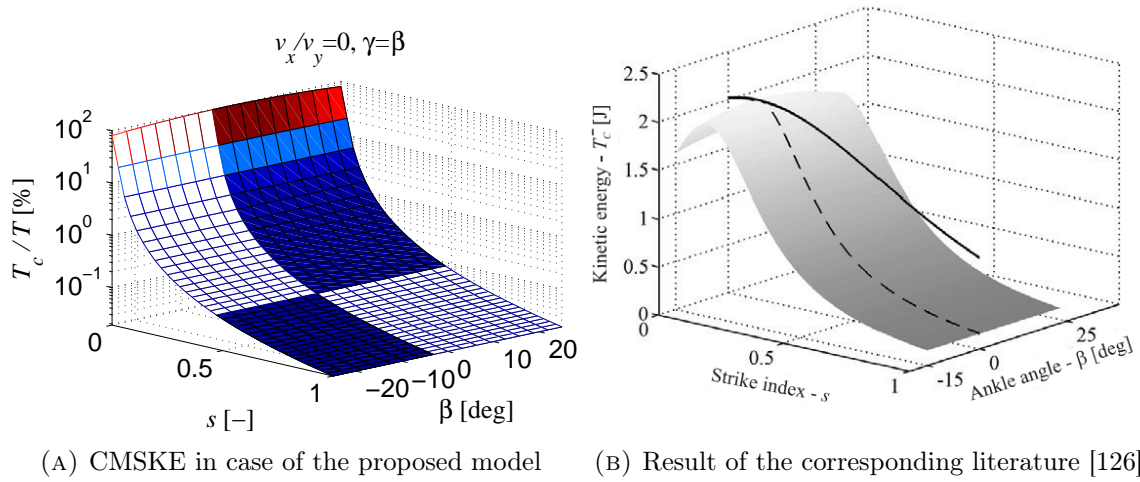 v_x/v_y=0, γ=β
T_c / T [%]
10^2
10^1
10^0
10^−1
0
0.5
1
s [−]
−20
−10
0
10
20
β [deg]
Kinetic energy - T_c^- [J]
2.5
2
1.5
1
0.5
0
0
0.5
1
Strike index - s
-15
0
25
Ankle angle - β [deg]
(A) CMSKE in case of the proposed model
(B) Result of the corresponding literature [126]